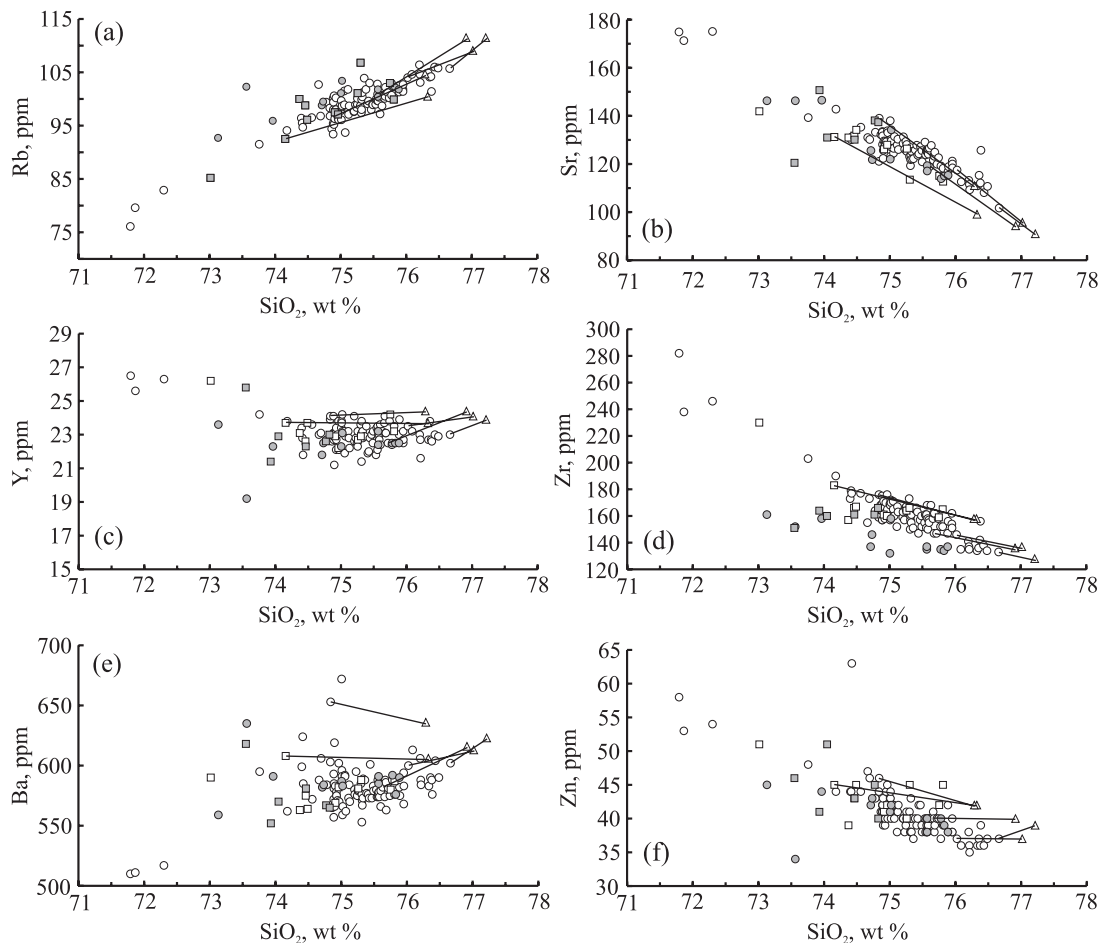 (a)
Rb, ppm
115
105
95
85
75
71 72 73 74 75 76 77 78
SiO₂, wt %
(b)
Sr, ppm
180
160
140
120
100
80
71 72 73 74 75 76 77 78
SiO₂, wt %
(c)
Y, ppm
29
27
25
23
21
19
17
15
71 72 73 74 75 76 77 78
SiO₂, wt %
(d)
Zr, ppm
300
280
260
240
220
200
180
160
140
120
71 72 73 74 75 76 77 78
SiO₂, wt %
(e)
Ba, ppm
700
650
600
550
500
71 72 73 74 75 76 77 78
SiO₂, wt %
(f)
Zn, ppm
65
60
55
50
45
40
35
30
71 72 73 74 75 76 77 78
SiO₂, wt %